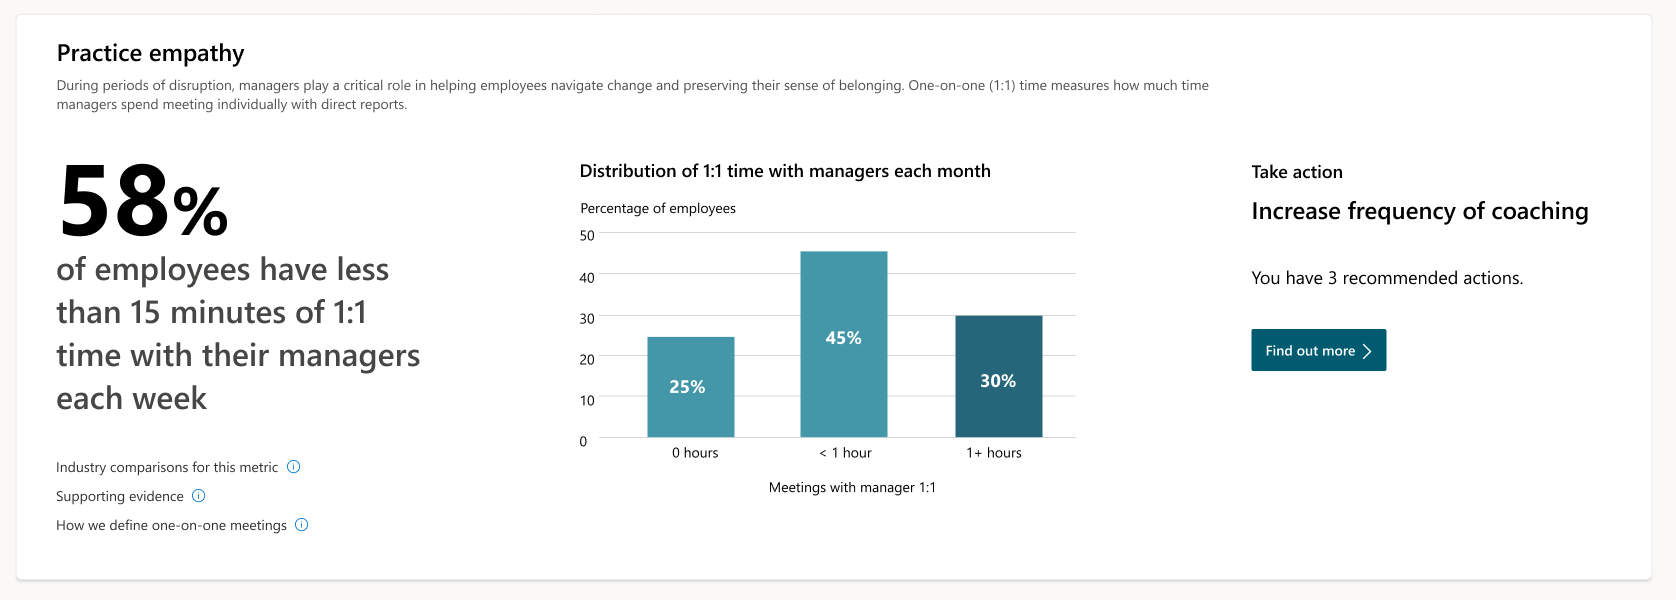 Practice empathy
During periods of disruption, managers play a critical role in helping employees navigate change and preserving their sense of belonging. One-on-one (1:1) time measures how much time
managers spend meeting individually with direct reports.
58%
of employees have less
than 15 minutes of 1:1
time with their managers
each week
Industry comparisons for this metric
Supporting evidence
How we define one-on-one meetings
Distribution of 1:1 time with managers each month
Percentage of employees
50
40
30
20
10
0
25%
45%
30%
0 hours
< 1 hour
1+ hours
Meetings with manager 1:1
Take action
Increase frequency of coaching
You have 3 recommended actions.
Find out more